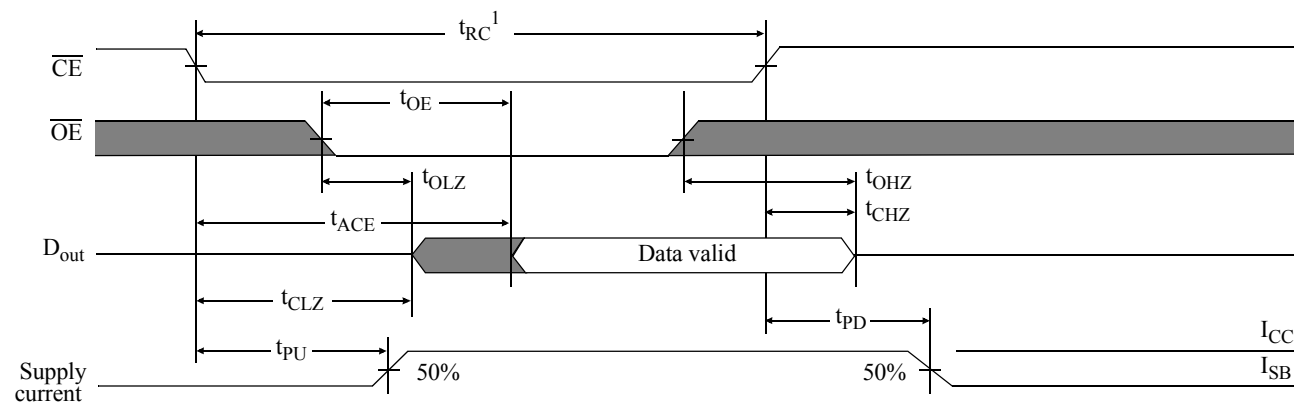 tRC1
CE
tOE
OE
tOLZ
tOHZ
tACE
tCHZ
Dout
Data valid
tCLZ
tPD
tPU
ICC
Supply
current
50%
50%
ISB